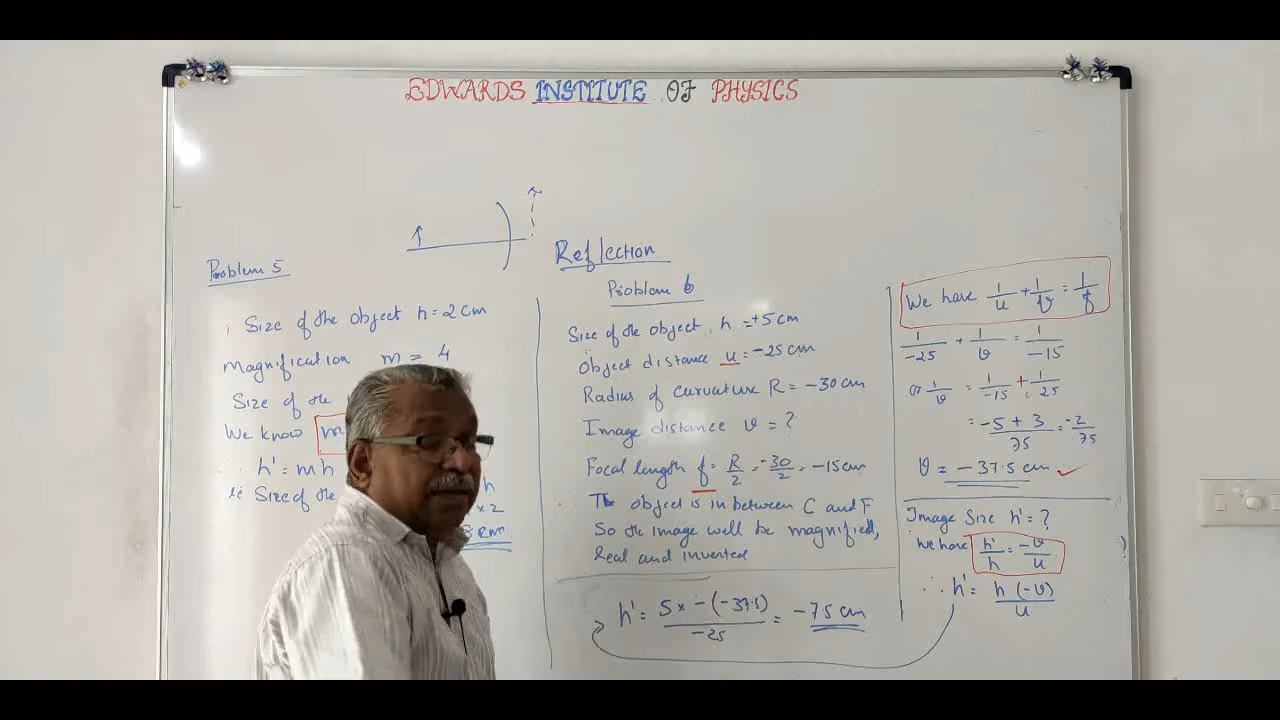 EDWARDS INSTITUTE OF PHYSICS
Reflection
Problem 5
Size of the object h = 2 cm
Magnification m = 4
Size of the
We know m
∴ h' = mh
ie Size of the
h
× 2
8 cm
Problem 6
Size of the object, h = +5 cm
Object distance u = -25 cm
Radius of curvature R = -30 cm
Image distance v = ?
Focal length f = R/2 = -30/2 = -15 cm
The object is in between C and F
So the image will be magnified,
Real and inverted
h' = 5 × -(-37.5) / -25 = -75 cm
We have 1/u + 1/v = 1/f
1/-25 + 1/v = 1/-15
or 1/v = 1/-15 + 1/25
= -5 + 3 / 75 = -2/75
v = -37.5 cm
Image Size h' = ?
We have h'/h = -v/u
∴ h' = h (-v) / u